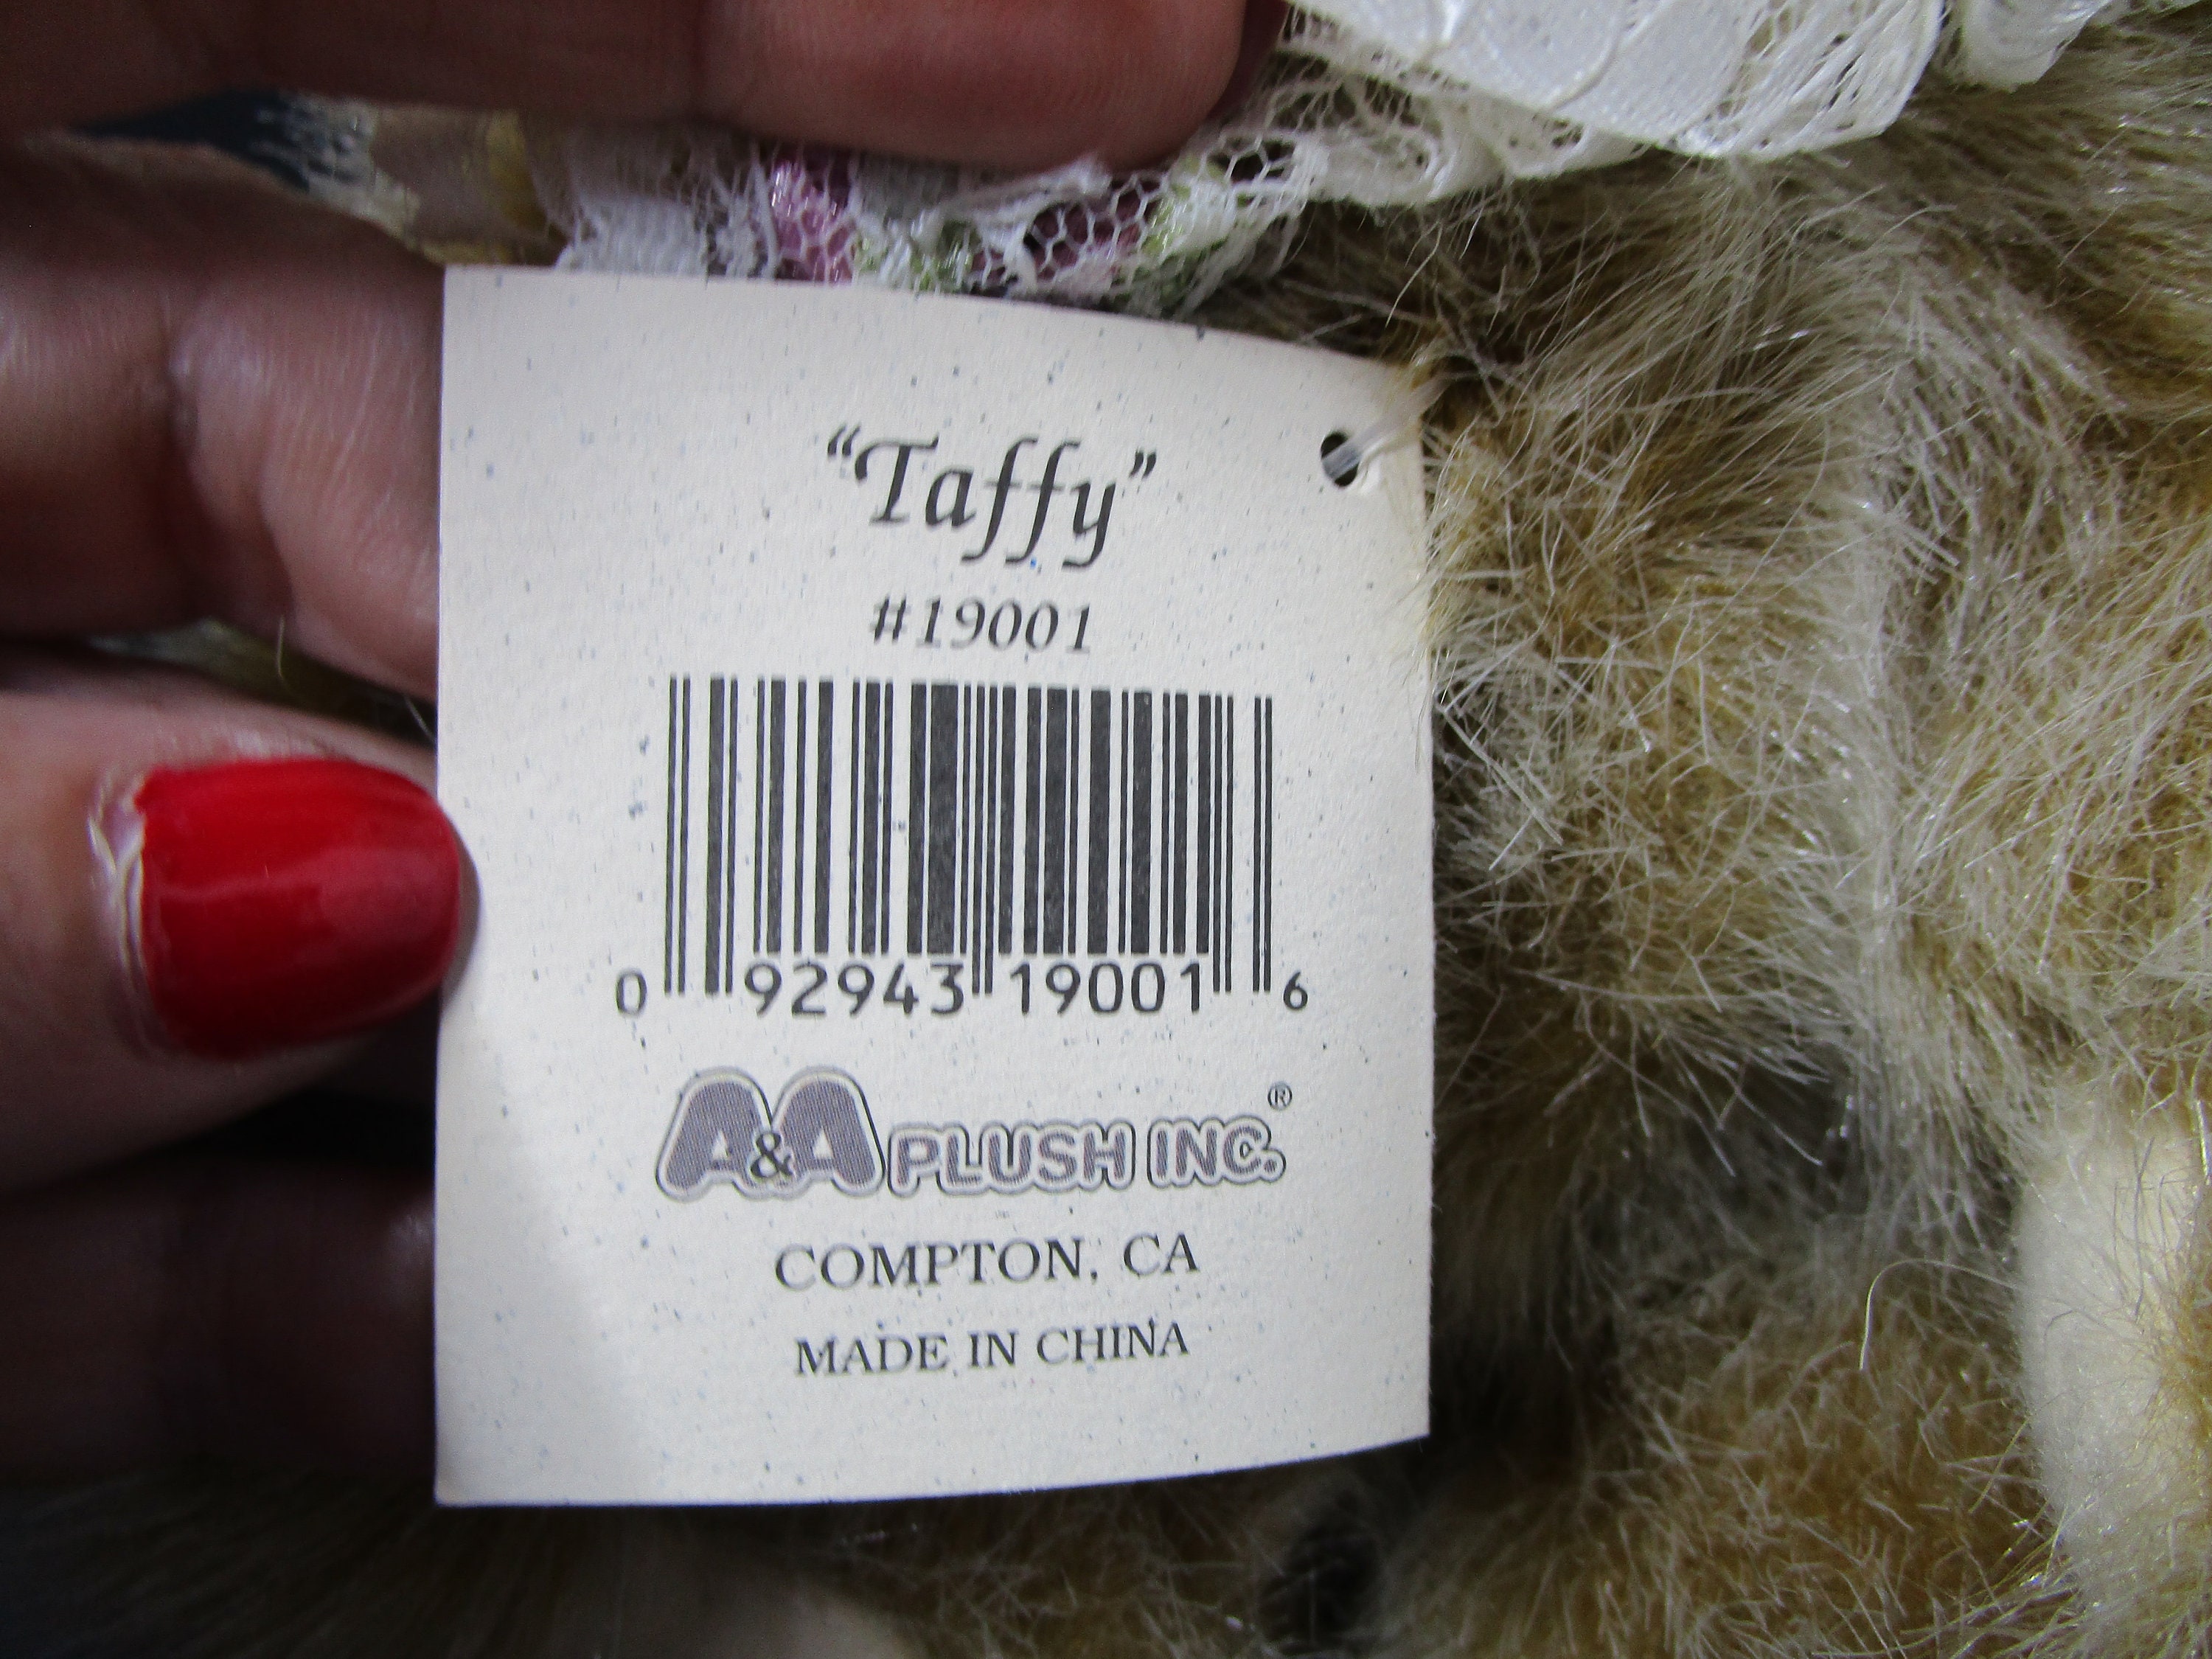 “Taffy”
#19001
0 92943 19001 6
A&A PLUSH INC.®
COMPTON, CA
MADE IN CHINA